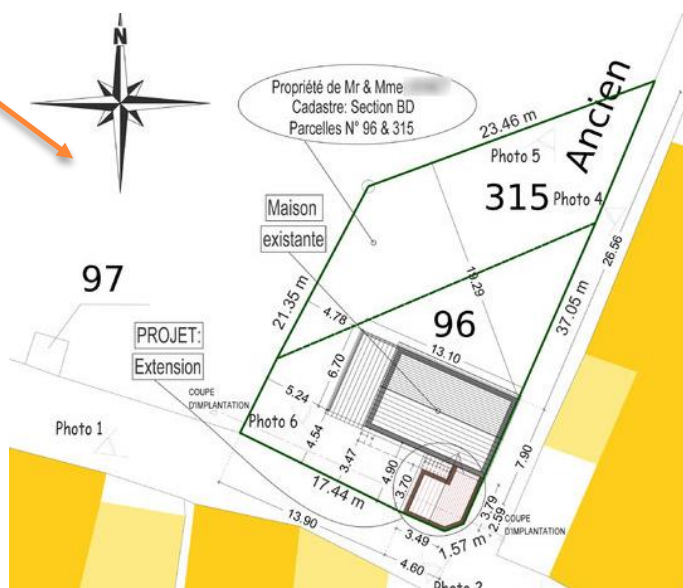 N
Propriété de Mr & Mme
Cadastre: Section BD
Parcelles N° 96 & 315
23.46 m
Ancien
Photo 5
315
Photo 4
Maison
existante
26.56
97
21.35 m
19.29
37.05 m
4.78
96
PROJET:
Extension
13.10
6.70
5.24
COUPE
D'IMPLANTATION
Photo 6
Photo 1
4.54
3.47
4.90
3.70
7.90
17.44 m
3.79
2.59
COUPE
D'IMPLANTATION
13.90
3.49
1.57 m
4.60
Photo 2